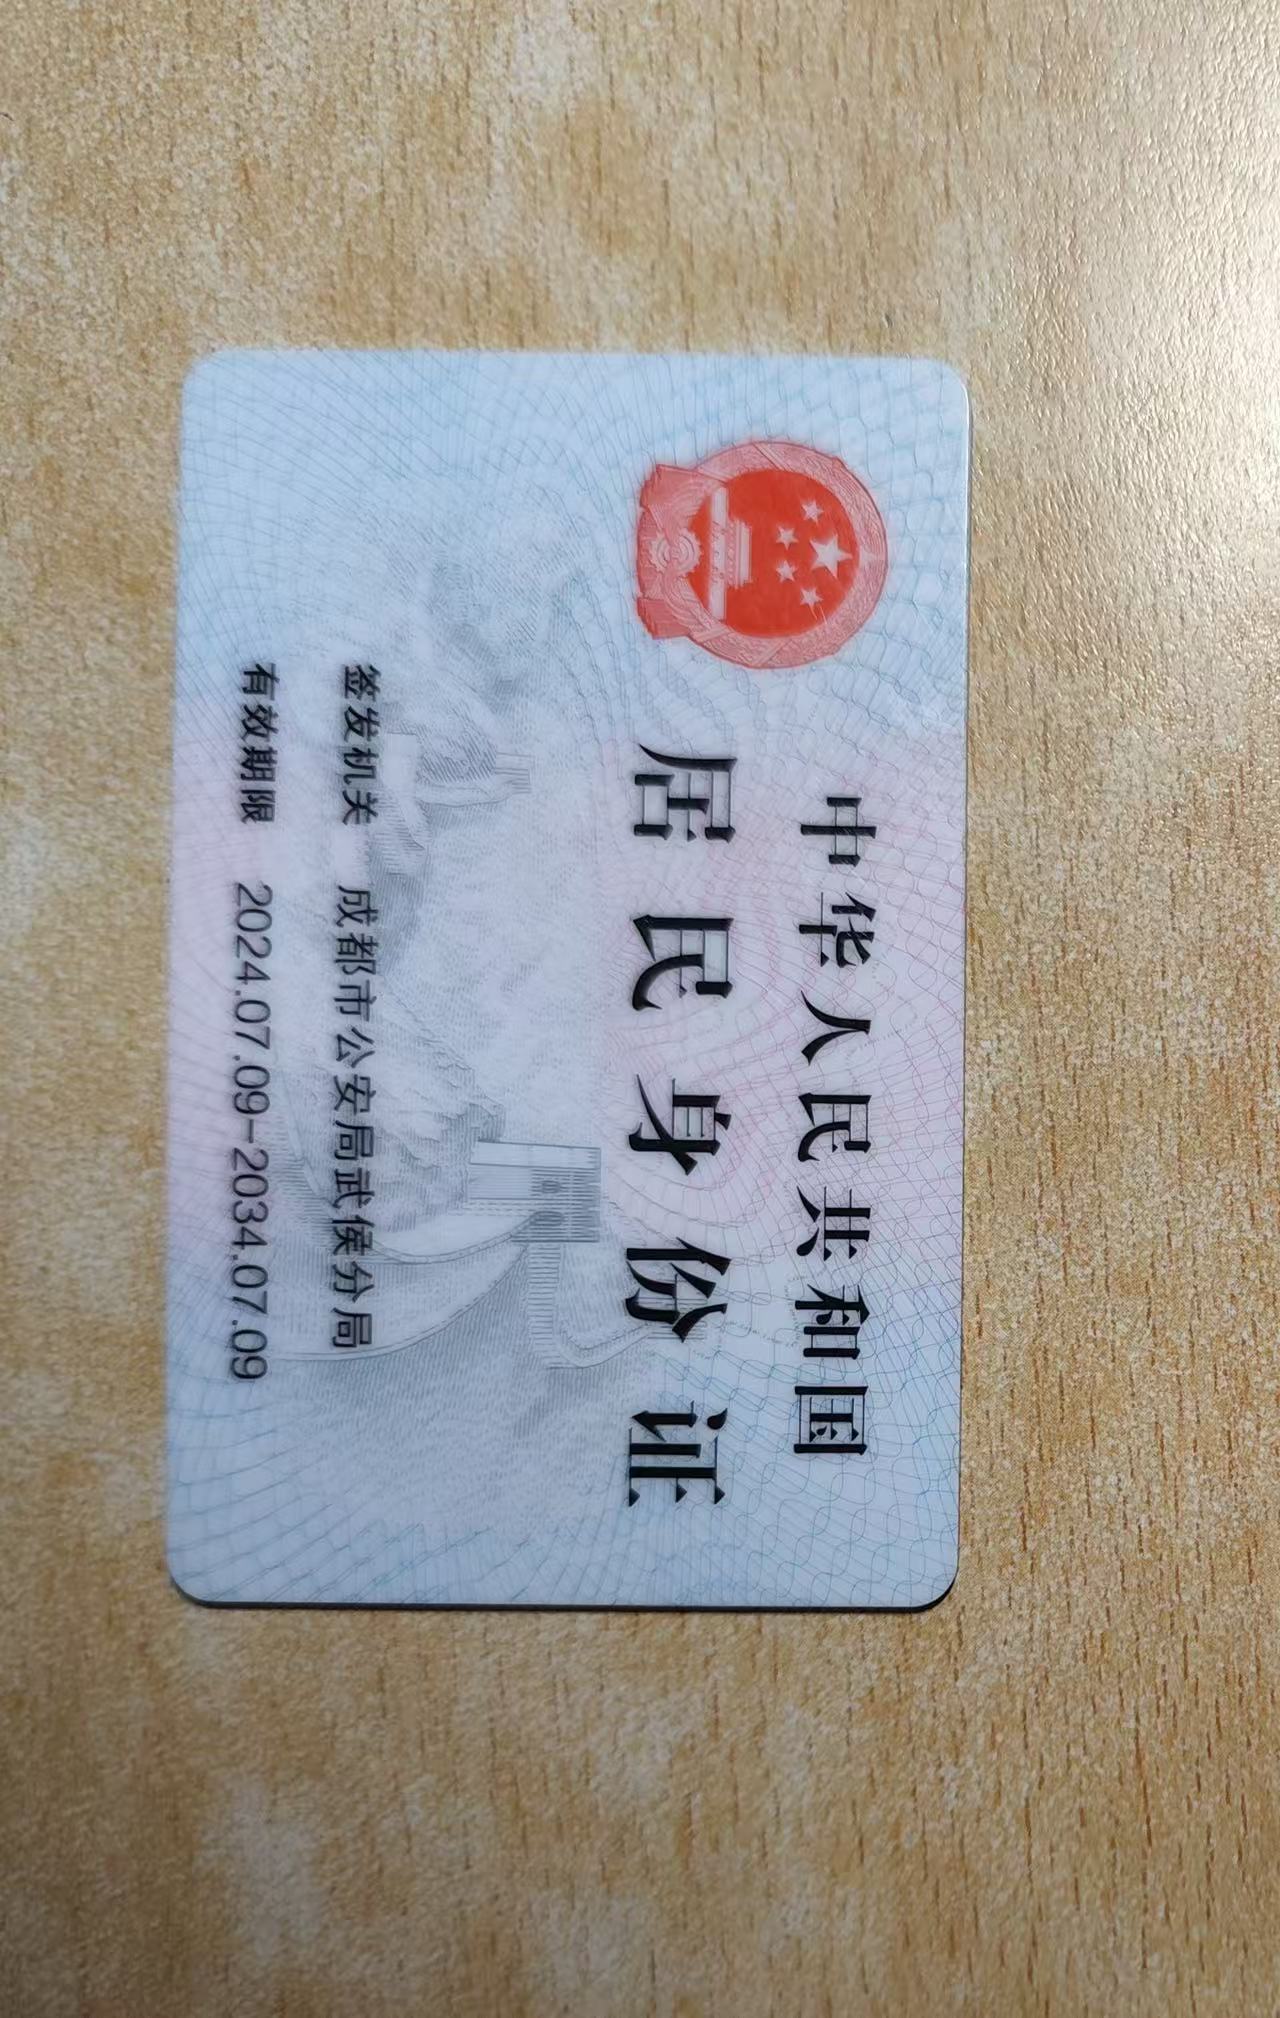 中华人民共和国
居民身份证
签发机关 成都市公安局武侯分局
有效期限 2024.07.09-2034.07.09